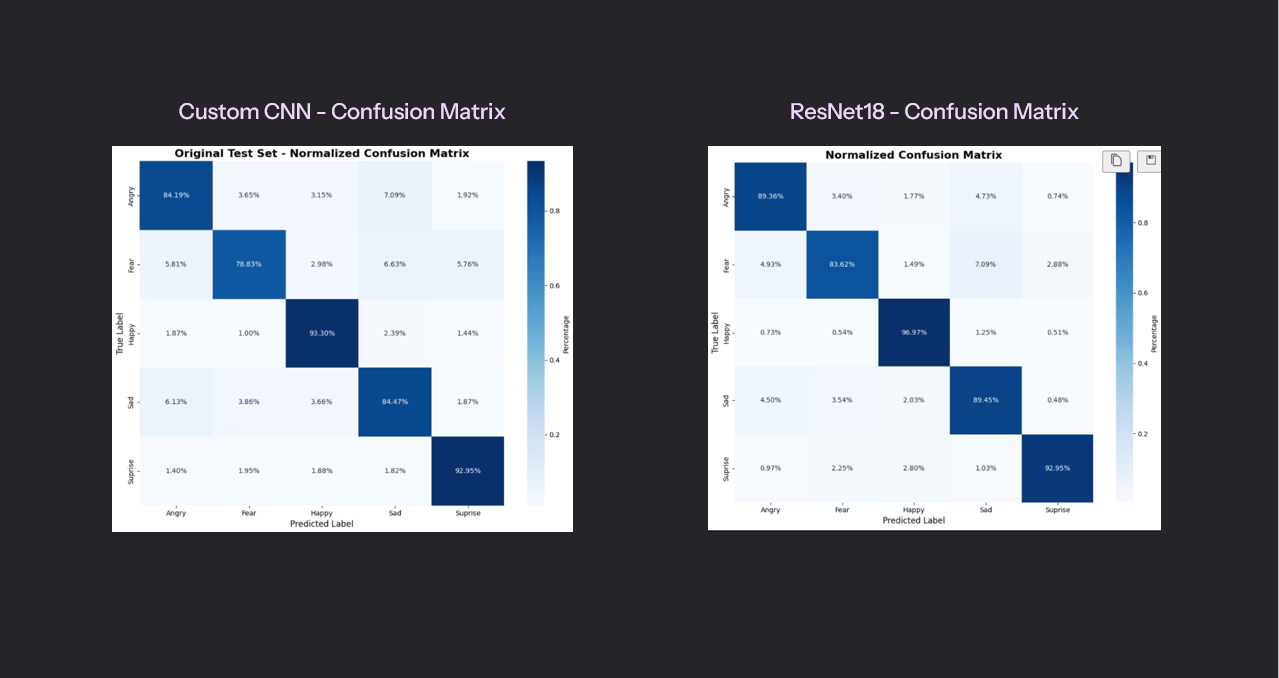 Custom CNN - Confusion Matrix
Original Test Set - Normalized Confusion Matrix
Angry 84.19% 3.65% 3.15% 7.09% 1.92%
Fear 5.81% 78.83% 2.98% 6.63% 5.76%
Happy 1.87% 1.00% 93.30% 2.39% 1.44%
Sad 6.13% 3.86% 3.66% 84.47% 1.87%
Suprise 1.40% 1.95% 1.88% 1.82% 92.95%
Angry Fear Happy Sad Suprise
True Label
Predicted Label
0.8
0.6
0.4
0.2
Percentage
ResNet18 - Confusion Matrix
Normalized Confusion Matrix
Angry 89.36% 3.40% 1.77% 4.73% 0.74%
Fear 4.93% 83.62% 1.49% 7.09% 2.88%
Happy 0.73% 0.54% 96.97% 1.25% 0.51%
Sad 4.50% 3.54% 2.03% 89.45% 0.48%
Suprise 0.97% 2.25% 2.80% 1.03% 92.95%
Angry Fear Happy Sad Suprise
True Label
Predicted Label
0.8
0.6
0.4
0.2
Percentage